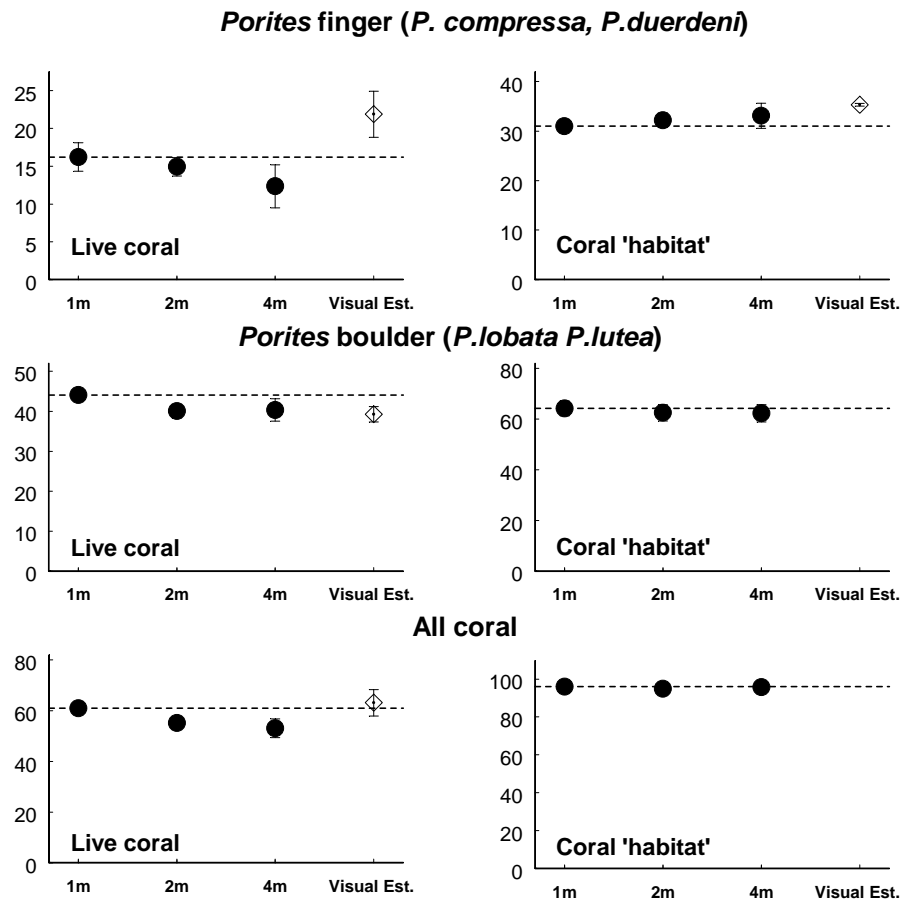 Porites finger (P. compressa, P.duerdeni)
25
20
15
10
5
0
Live coral
1m 2m 4m Visual Est.
40
30
20
10
0
Coral 'habitat'
1m 2m 4m Visual Est.
Porites boulder (P.lobata P.lutea)
50
40
30
20
10
0
Live coral
1m 2m 4m Visual Est.
80
60
40
20
0
Coral 'habitat'
1m 2m 4m Visual Est.
All coral
80
60
40
20
0
Live coral
1m 2m 4m Visual Est.
100
80
60
40
20
0
Coral 'habitat'
1m 2m 4m Visual Est.